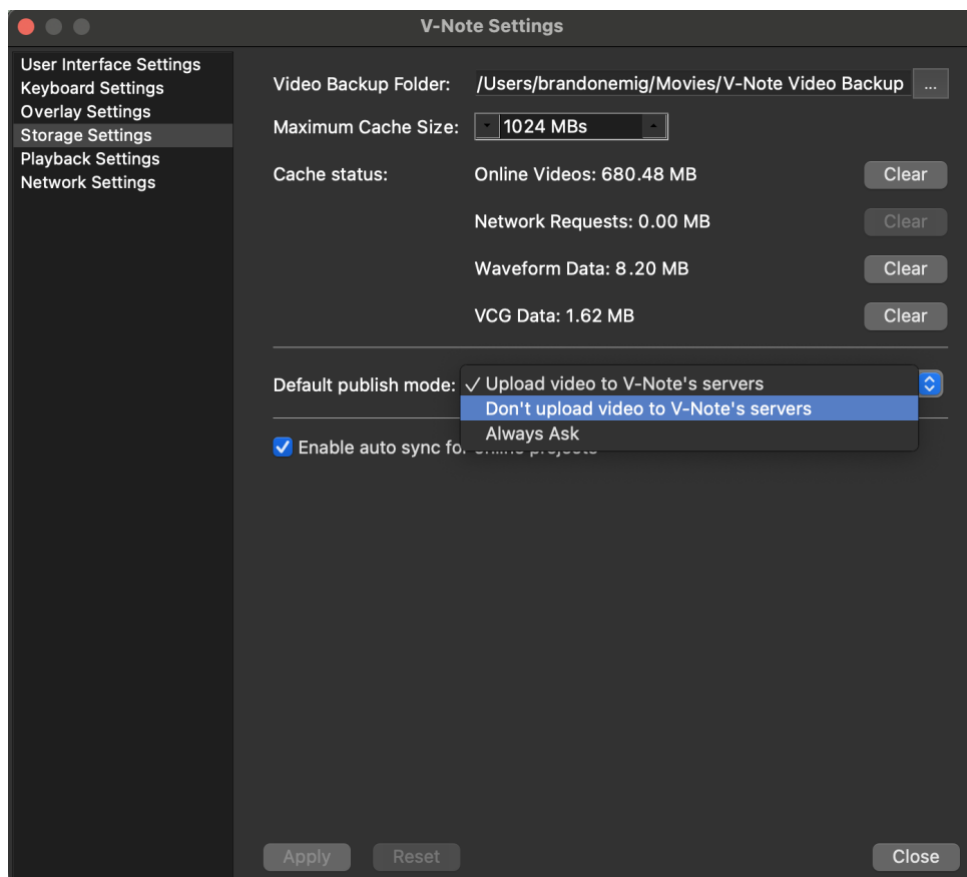 V-Note Settings
User Interface Settings
Keyboard Settings
Overlay Settings
Storage Settings
Playback Settings
Network Settings
Video Backup Folder: /Users/brandonemig/Movies/V-Note Video Backup ...
Maximum Cache Size: 1024 MBs
Cache status: Online Videos: 680.48 MB Clear
Network Requests: 0.00 MB Clear
Waveform Data: 8.20 MB Clear
VCG Data: 1.62 MB Clear
Default publish mode: ✓ Upload video to V-Note's servers
Don't upload video to V-Note's servers
Always Ask
Enable auto sync for online projects
Apply Reset Close